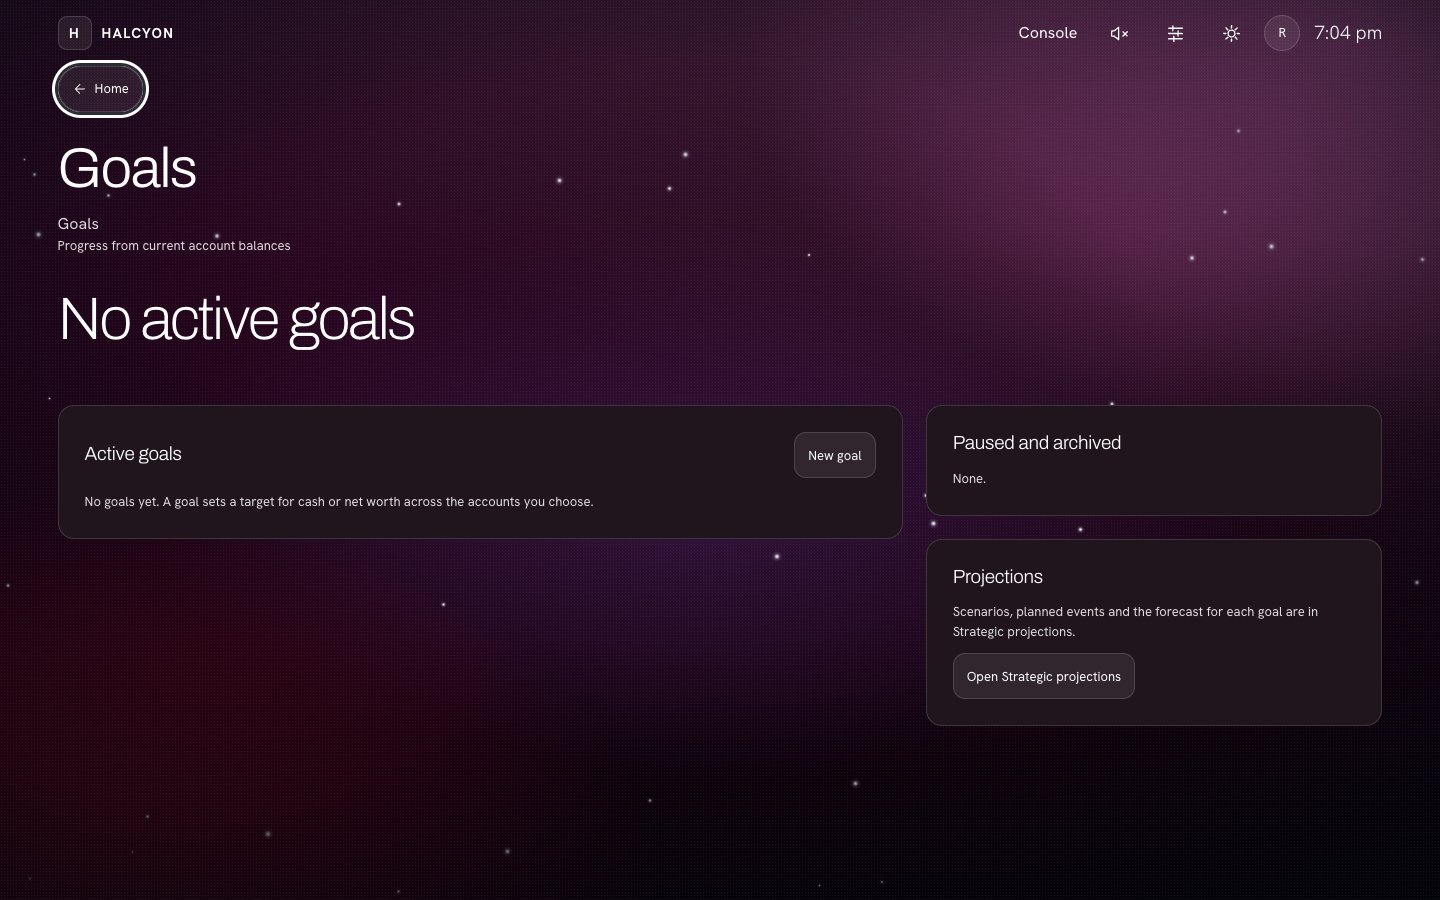 H HALCYON
Console
R
7:04 pm
Home
Goals
Goals
Progress from current account balances
No active goals
Active goals
New goal
No goals yet. A goal sets a target for cash or net worth across the accounts you choose.
Paused and archived
None.
Projections
Scenarios, planned events and the forecast for each goal are in
Strategic projections.
Open Strategic projections